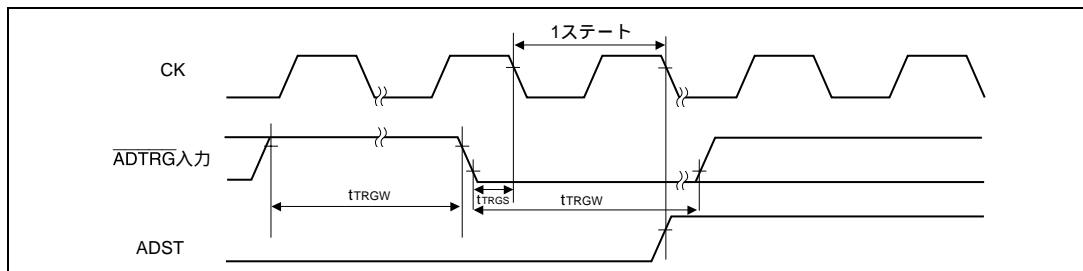 1ステート
CK
ADTRG入力
tTRGW
tTRGS
tTRGW
ADST